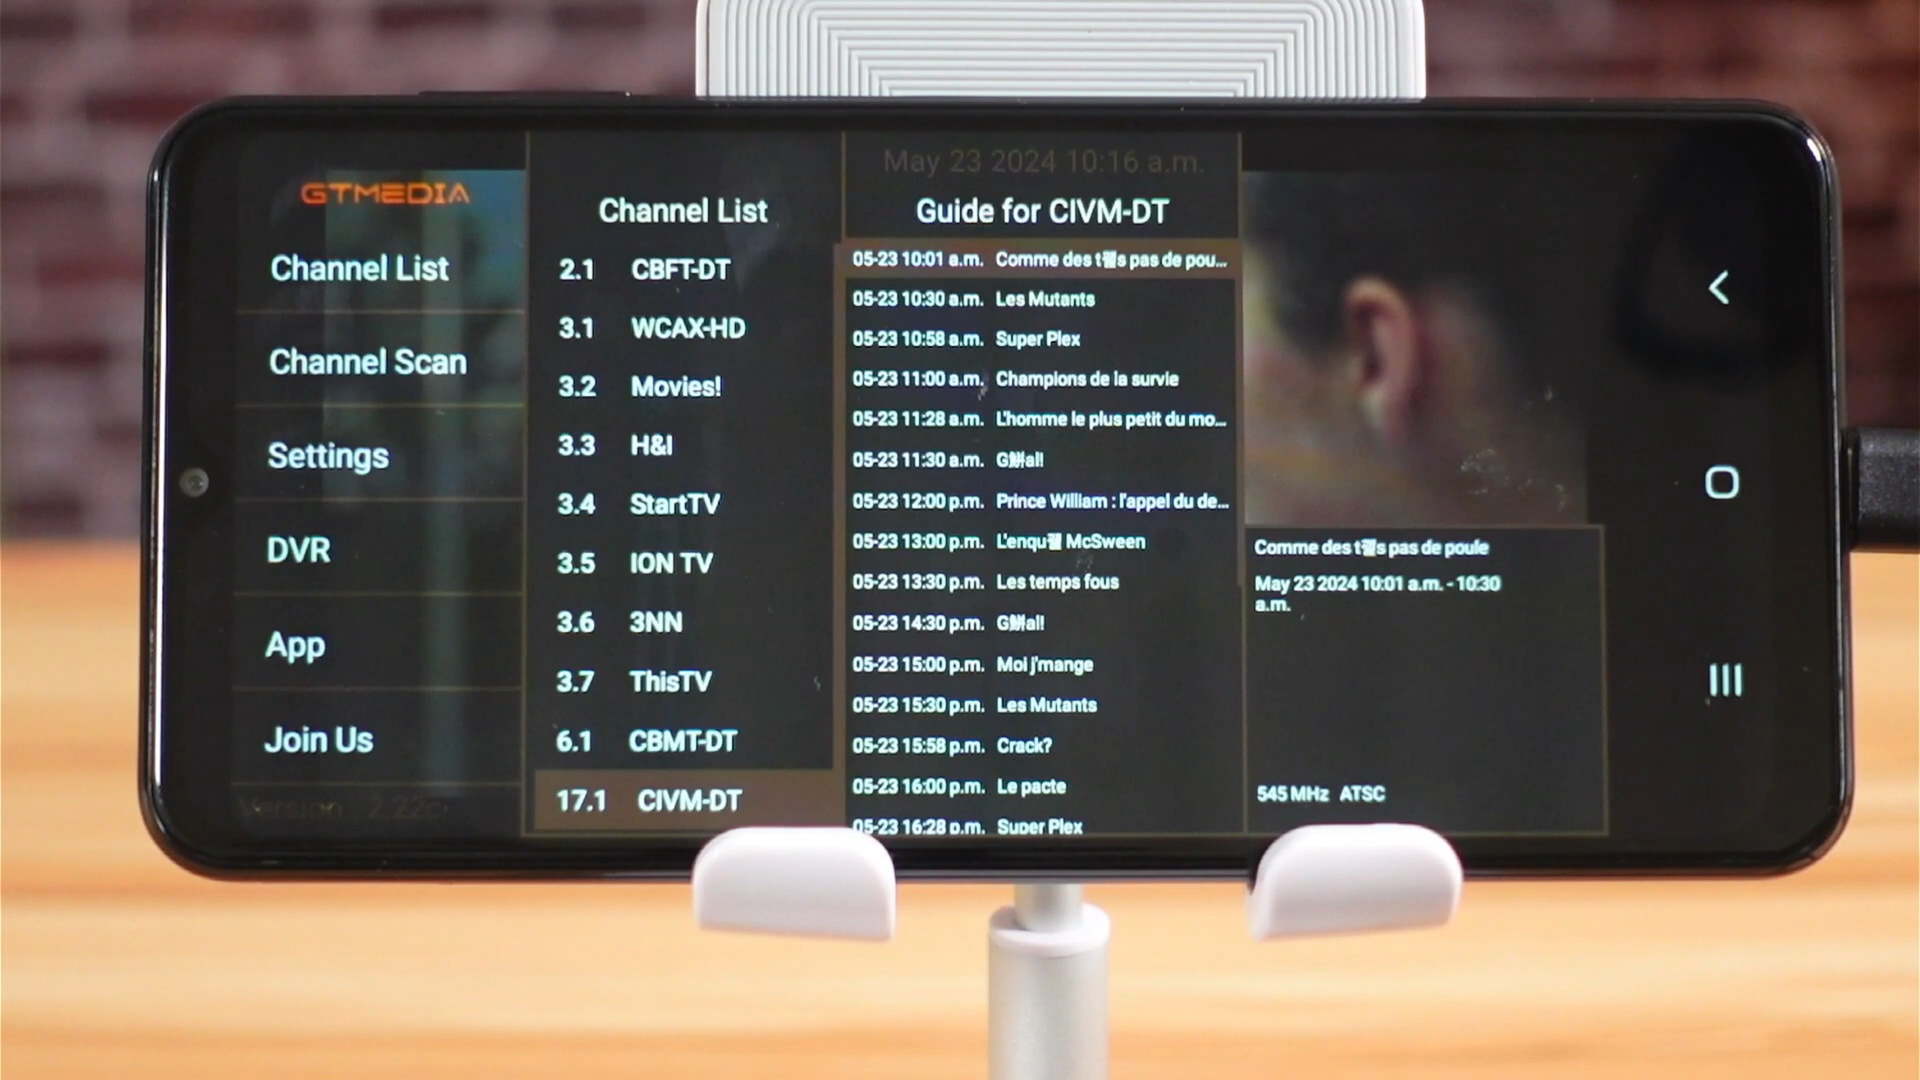 GTMEDIA
Channel List
Channel Scan
Settings
DVR
App
Join Us
Version 2.22c
Channel List
2.1 CBFT-DT
3.1 WCAX-HD
3.2 Movies!
3.3 H&I
3.4 StartTV
3.5 ION TV
3.6 3NN
3.7 ThisTV
6.1 CBMT-DT
17.1 CIVM-DT
May 23 2024 10:16 a.m.
Guide for CIVM-DT
05-23 10:01 a.m. Comme des s pas de pou...
05-23 10:30 a.m. Les Mutants
05-23 10:58 a.m. Super Plex
05-23 11:00 a.m. Champions de la survie
05-23 11:28 a.m. L'homme le plus petit du mo...
05-23 11:30 a.m.
05-23 12:00 p.m. Prince William : l'appel du de...
05-23 13:00 p.m. McSween
05-23 13:30 p.m. Les temps fous
05-23 14:30 p.m.
05-23 15:00 p.m. Moi j'mange
05-23 15:30 p.m. Les Mutants
05-23 15:58 p.m. Crack?
05-23 16:00 p.m. Le pacte
05-23 16:28 p.m. Super Plex
Comme des pas de poule
May 23 2024 10:01 a.m. - 10:30
a.m.
545 MHz ATSC